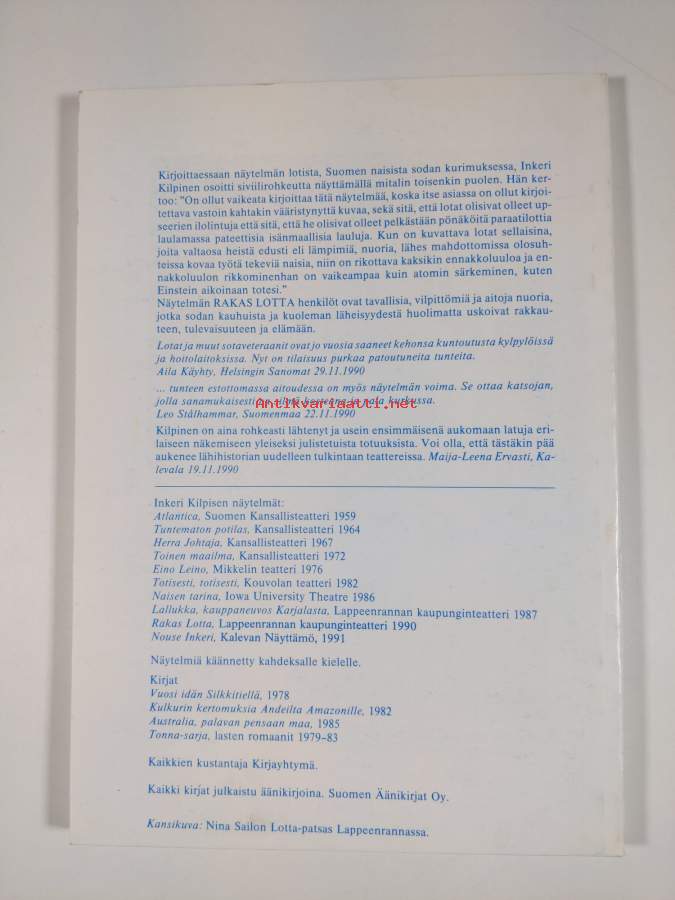 Kirjoittaessaan näytelmän lotista, Suomen naisista sodan kurimuksessa, Inkeri
Kilpinen osoitti siviilirohkeutta näyttämällä mitalin toisenkin puolen. Hän ker-
too: "On ollut vaikeata kirjoittaa tätä näytelmää, koska itse asiassa on ollut kirjoi-
tettava vastoin kahtakin vääristynyttä kuvaa, sekä sitä, että lotat olisivat olleet up-
seerien ilolintuja että sitä, että he olisivat olleet pelkästään pönäköitä paraatilottia
laulamassa pateettisia isänmaallisia lauluja. Kun on kuvattava lotat sellaisina,
joita valtaosa heistä edusti eli lämpimiä, nuoria, lähes mahdottomissa olosuh-
teissa kovaa työtä tekeviä naisia, niin on rikottava kaksikin ennakkoluuloa ja en-
nakkoluulon rikkominenhan on vaikeampaa kuin atomin särkeminen, kuten
Einstein aikoinaan totesi."
Näytelmän RAKAS LOTTA henkilöt ovat tavallisia, vilpittömiä ja aitoja nuoria,
jotka sodan kauhuista ja kuoleman läheisyydestä huolimatta uskoivat rakkau-
teen, tulevaisuuteen ja elämään.
Lotat ja muut sotaveteraanit ovat jo vuosia saaneet kehonsa kuntoutusta kylpylöissä
ja hoitolaitoksissa. Nyt on tilaisuus purkaa patoutuneita tunteita.
Aila Käyhty, Helsingin Sanomat 29.11.1990
... tunteen estottomassa aitoudessa on myös näytelmän voima. Se ottaa katsojan,
jolla sanamukaisesti on silmä kosteana ja pala kurkussa.
Antikvariaatti.net
Leo Stålhammar, Suomenmaa 22.11.1990
Kilpinen on aina rohkeasti lähtenyt ja usein ensimmäisenä aukomaan latuja eri-
laiseen näkemiseen yleiseksi julistetuista totuuksista. Voi olla, että tästäkin pää
aukenee lähihistorian uudelleen tulkintaan teattereissa. Maija-Leena Ervasti, Ka-
levala 19.11.1990
Inkeri Kilpisen näytelmät:
Atlantica, Suomen Kansallisteatteri 1959
Tuntematon potilas, Kansallisteatteri 1964
Herra Johtaja, Kansallisteatteri 1967
Toinen maailma, Kansallisteatteri 1972
Eino Leino, Mikkelin teatteri 1976
Totisesti, totisesti, Kouvolan teatteri 1982
Naisen tarina, Iowa University Theatre 1986
Lallukka, kauppaneuvos Karjalasta, Lappeenrannan kaupunginteatteri 1987
Rakas Lotta, Lappeenrannan kaupunginteatteri 1990
Nouse Inkeri, Kalevan Näyttämö, 1991
Näytelmiä käännetty kahdeksalle kielelle.
Kirjat
Vuosi idän Silkkitiellä, 1978
Kulkurin kertomuksia Andeilta Amazonille, 1982
Australia, palavan pensaan maa, 1985
Tonna-sarja, lasten romaanit 1979–83
Kaikkien kustantaja Kirjayhtymä.
Kaikki kirjat julkaistu äänikirjoina. Suomen Äänikirjat Oy.
Kansikuva: Nina Sailon Lotta-patsas Lappeenrannassa.